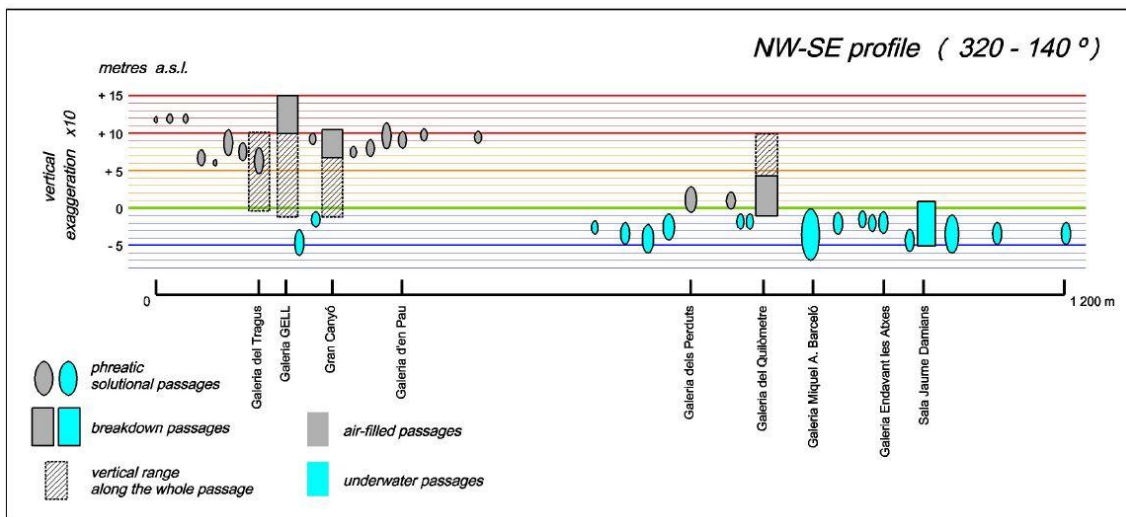 NW-SE profile ( 320 - 140 º )
metres a.s.l.
+ 15
+ 10
+ 5
0
- 5
vertical
exaggeration x10
0
1 200 m
Galeria del Tragus
Galeria GELL
Gran Canyó
Galeria d'en Pau
Galeria dels Perduts
Galeria del Quilòmetre
Galeria Miquel A. Barceló
Galeria Endavant les Atxes
Sala Jaume Damians
phreatic
solutional passages
breakdown passages
vertical range
along the whole passage
air-filled passages
underwater passages